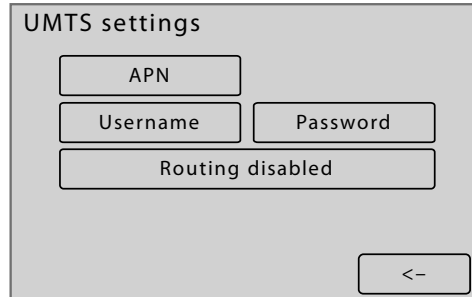 UMTS settings
APN
Username Password
Routing disabled
<–